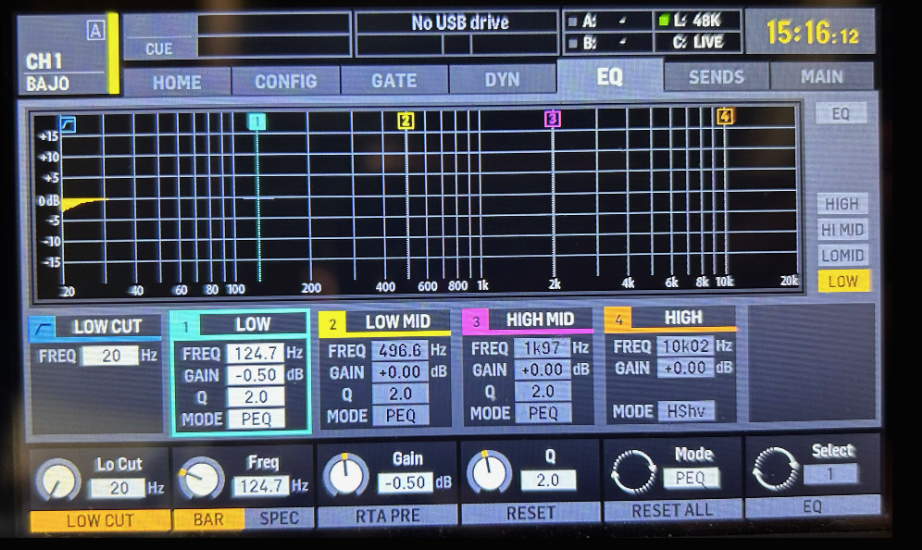 A
CH1
BAJO
CUE
No USB drive
A: -
B: -
L: 48K
C: LIVE
15:16:12
HOME
CONFIG
GATE
DYN
EQ
SENDS
MAIN
1
2
3
4
+15
+10
+5
0 dB
-5
-10
-15
20
40
60
80
100
200
400
600
800
1k
2k
4k
6k
8k
10k
20k
EQ
HIGH
HI MID
LOMID
LOW
LOW CUT
FREQ 20 Hz
1 LOW
FREQ 124.7 Hz
GAIN -0.50 dB
Q 2.0
MODE PEQ
2 LOW MID
FREQ 496.6 Hz
GAIN +0.00 dB
Q 2.0
MODE PEQ
3 HIGH MID
FREQ 1k97 Hz
GAIN +0.00 dB
Q 2.0
MODE PEQ
4 HIGH
FREQ 10k02 Hz
GAIN +0.00 dB
MODE HShv
Lo Cut
20 Hz
LOW CUT
Freq
124.7 Hz
BAR SPEC
Gain
-0.50 dB
RTA PRE
Q
2.0
RESET
Mode
PEQ
RESET ALL
Select
1
EQ